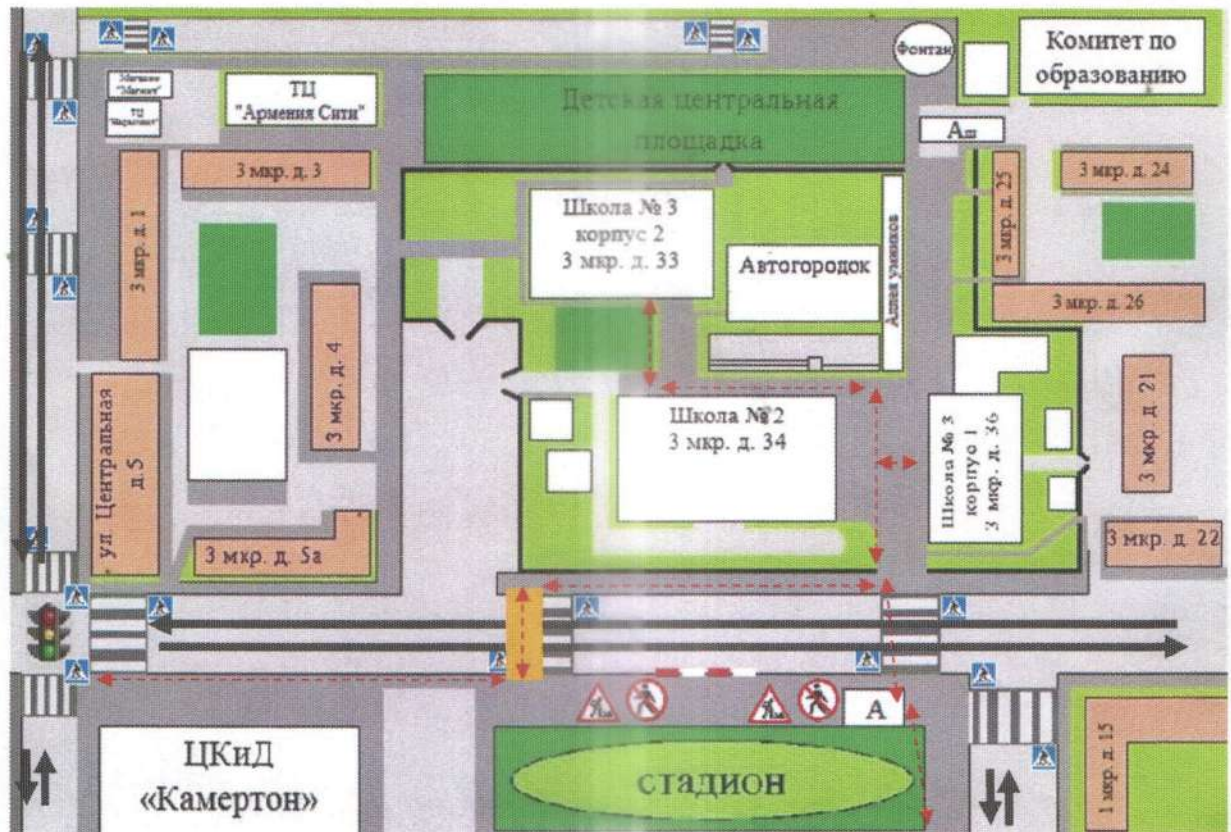 Магазин
"Магнит"
ТЦ
ТЦ
"Армения Сити"
Детская центральная
площадка
Фонтан
Комитет по
образованию
А
3 мкр. д. 3
3 мкр. д. 1
3 мкр. д. 4
ул. Центральная
д.5
3 мкр. д. 5а
Школа № 3
корпус 2
3 мкр. д. 33
Автогородок
Аллея умников
3 мкр. д. 25
3 мкр. д. 24
3 мкр. д. 26
3 мкр д. 21
3 мкр. д. 22
Школа № 2
3 мкр. д. 34
Школа № 3
корпус 1
3 мкр. д. 36
ЦКиД
«Камертон»
СТАДИОН
А
1 мкр. д. 15